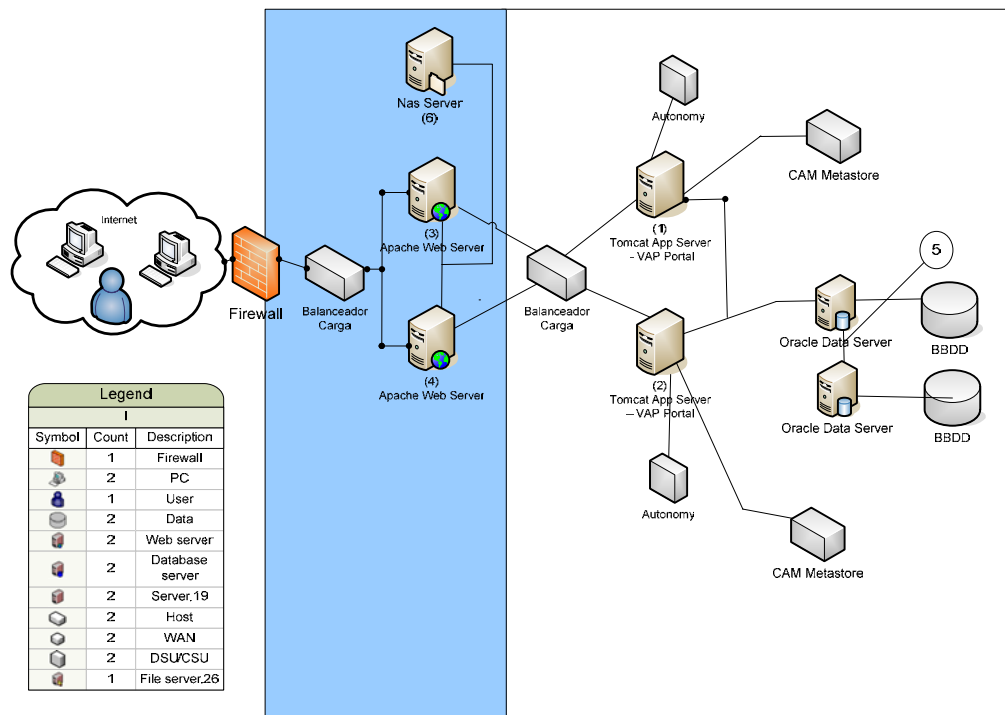 Nas Server
(6)
Autonomy
CAM Metastore
Internet
(3)
Apache Web Server
(1)
Tomcat App Server
– VAP Portal
5
Firewall
Balanceador
Carga
Balanceador
Carga
Oracle Data Server
BBDD
(4)
Apache Web Server
(2)
Tomcat App Server
– VAP Portal
Oracle Data Server
BBDD
Autonomy
CAM Metastore
Legend
I
Symbol Count Description
1 Firewall
2 PC
1 User
2 Data
2 Web server
2 Database
server
2 Server.19
2 Host
2 WAN
2 DSU/CSU
1 File server.26